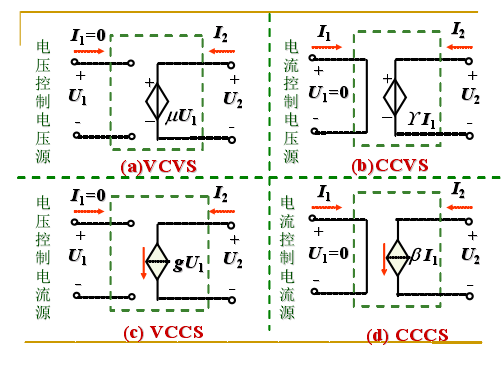 电压控制电压源
I₁=0
I₂
+
U₁
-
+
μU₁
-
+
U₂
-
(a)VCVS
电流控制电压源
I₁
I₂
+
U₁=0
-
+
ϒI₁
-
+
U₂
-
(b)CCVS
电压控制电流源
I₁=0
I₂
+
U₁
-
gU₁
+
U₂
-
(c) VCCS
电流控制电流源
I₁
I₂
+
U₁=0
-
βI₁
+
U₂
-
(d) CCCS